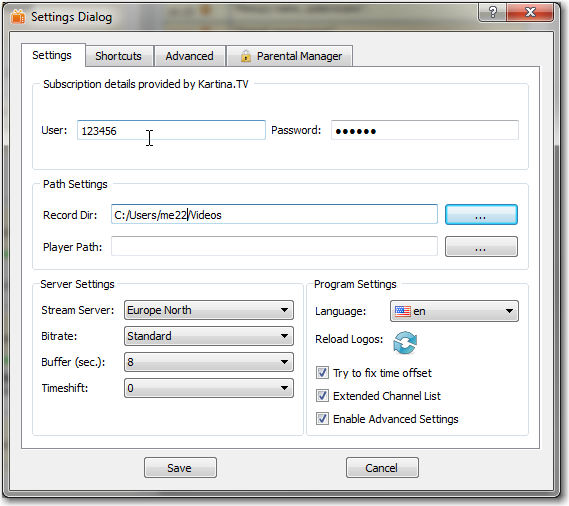 Settings Dialog
?
Settings Shortcuts Advanced Parental Manager
Subscription details provided by Kartina.TV
User: 123456 Password: ●●●●●●
Path Settings
Record Dir: C:/Users/me22/Videos ...
Player Path: ...
Server Settings
Stream Server: Europe North
Bitrate: Standard
Buffer (sec.): 8
Timeshift: 0
Program Settings
Language: en
Reload Logos:
Try to fix time offset
Extended Channel List
Enable Advanced Settings
Save Cancel